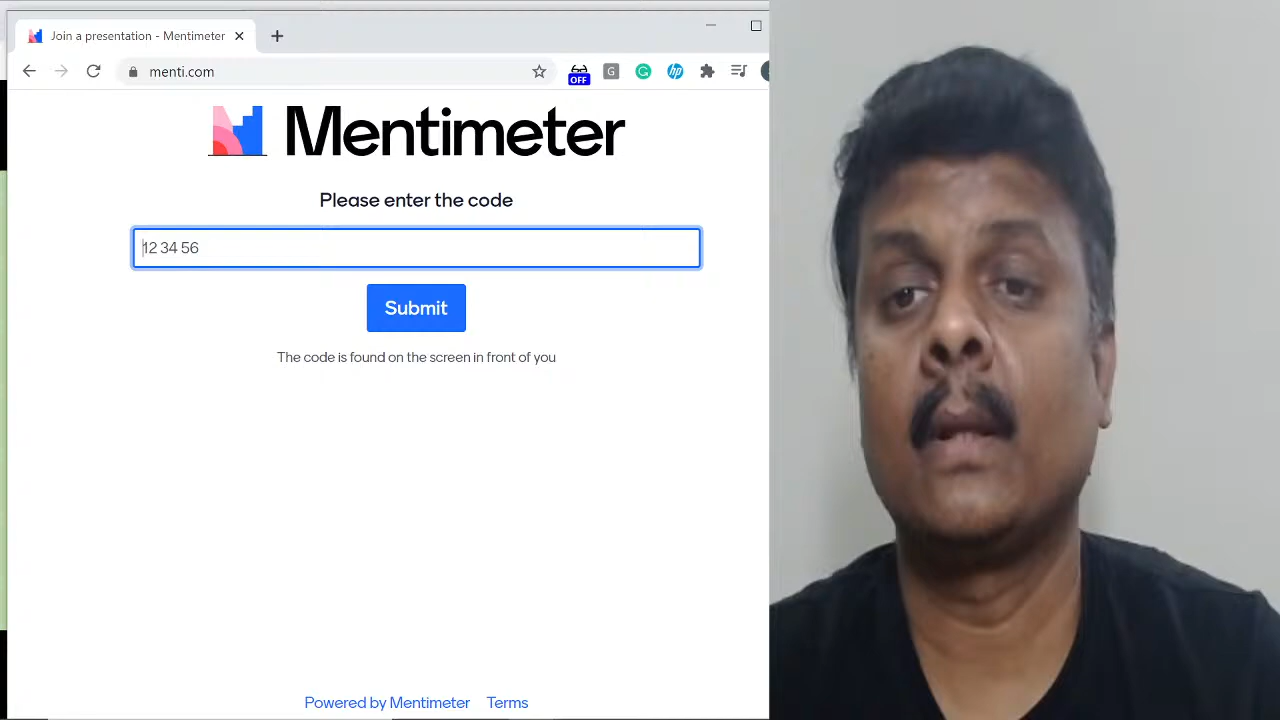 Join a presentation - Mentimeter
menti.com
OFF
G
G
hp
Mentimeter
Please enter the code
12 34 56
Submit
The code is found on the screen in front of you
Powered by Mentimeter Terms